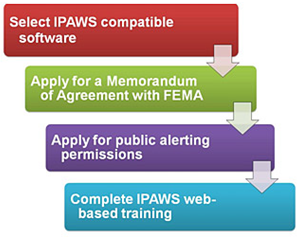 Select IPAWS compatible
software
Apply for a Memorandum
of Agreement with FEMA
Apply for public alerting
permissions
Complete IPAWS web-
based training